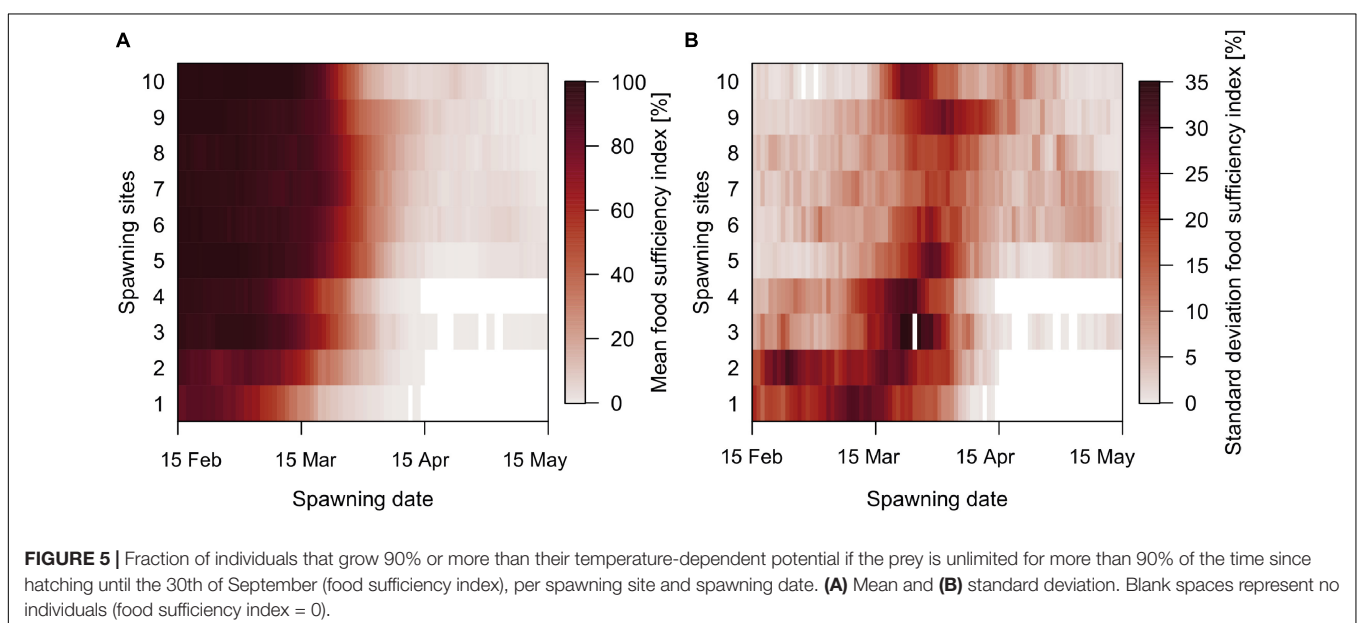 A
B
10
9
8
7
6
5
4
3
2
1
Spawning sites
15 Feb
15 Mar
15 Apr
15 May
Spawning date
100
80
60
40
20
0
Mean food sufficiency index [%]
10
9
8
7
6
5
4
3
2
1
Spawning sites
15 Feb
15 Mar
15 Apr
15 May
Spawning date
35
30
25
20
15
10
5
0
Standard deviation food sufficiency index [%]
FIGURE 5 | Fraction of individuals that grow 90% or more than their temperature-dependent potential if the prey is unlimited for more than 90% of the time since
hatching until the 30th of September (food sufficiency index), per spawning site and spawning date. (A) Mean and (B) standard deviation. Blank spaces represent no
individuals (food sufficiency index = 0).